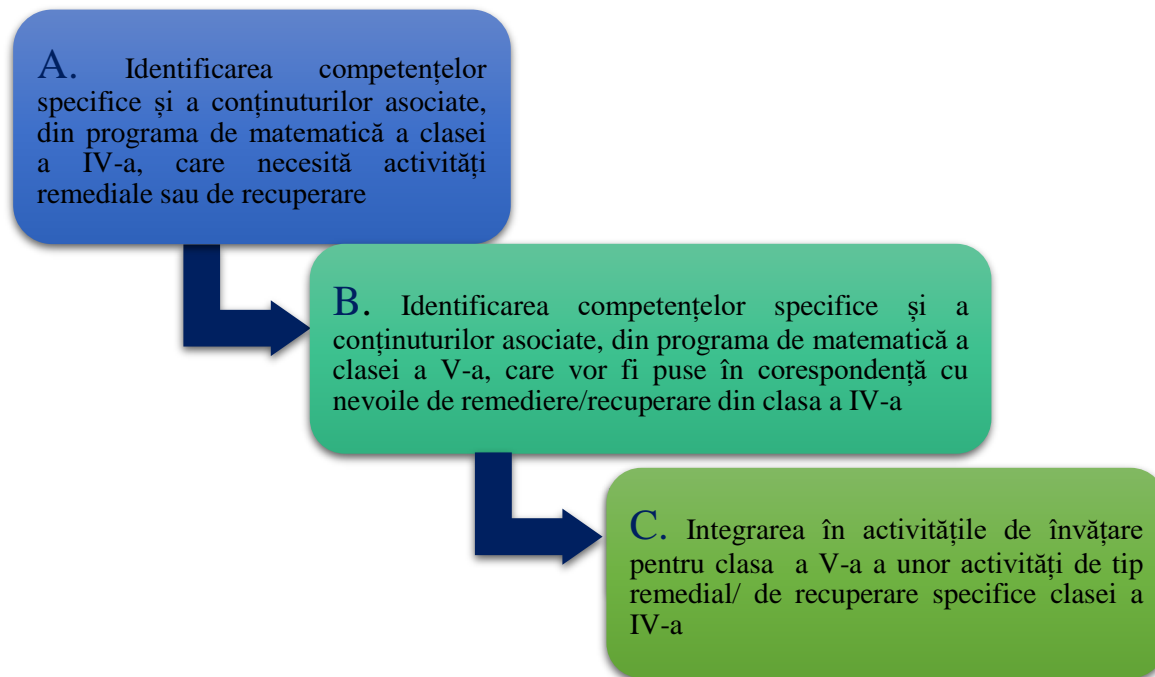 A. Identificarea competențelor
specifice și a conținuturilor asociate,
din programa de matematică a clasei
a IV-a, care necesită activități
remediale sau de recuperare
B. Identificarea competențelor specifice și a
conținuturilor asociate, din programa de matematică a
clasei a V-a, care vor fi puse în corespondență cu
nevoile de remediere/recuperare din clasa a IV-a
C. Integrarea în activitățile de învățare
pentru clasa a V-a a unor activități de tip
remedial/ de recuperare specifice clasei a
IV-a